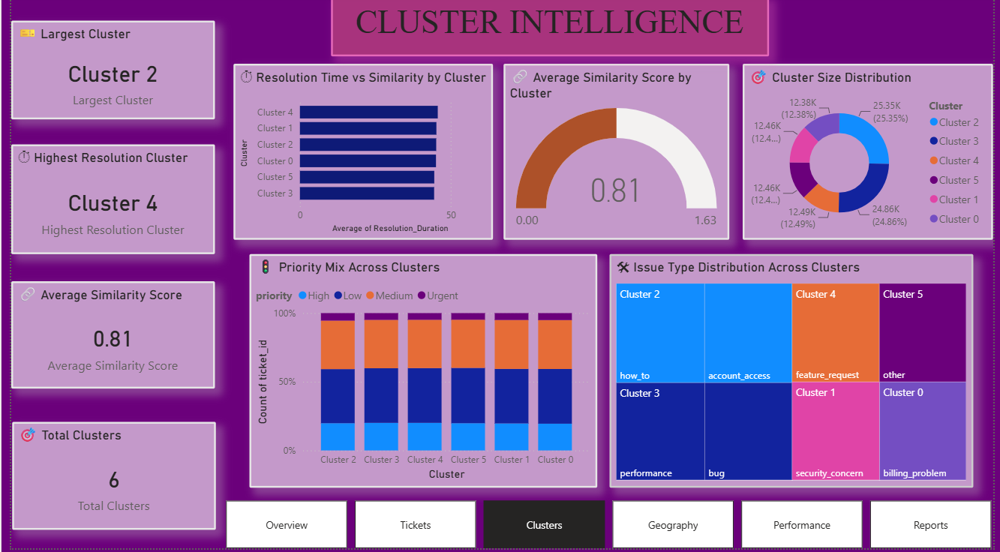 CLUSTER INTELLIGENCE
Largest Cluster
Cluster 2
Largest Cluster
Highest Resolution Cluster
Cluster 4
Highest Resolution Cluster
Average Similarity Score
0.81
Average Similarity Score
Total Clusters
6
Total Clusters
Resolution Time vs Similarity by Cluster
Cluster
Cluster 4
Cluster 1
Cluster 2
Cluster 0
Cluster 5
Cluster 3
0
50
Average of Resolution_Duration
Average Similarity Score by
Cluster
0.81
0.00
1.63
Cluster Size Distribution
12.38K
(12.38%)
25.35K
(25.35%)
12.46K
(12.4...)
12.46K
(12.4...)
12.49K
(12.49%)
24.86K
(24.86%)
Cluster
Cluster 2
Cluster 3
Cluster 4
Cluster 5
Cluster 1
Cluster 0
Priority Mix Across Clusters
priority High Low Medium Urgent
Count of ticket_id
100%
50%
0%
Cluster 2 Cluster 3 Cluster 4 Cluster 5 Cluster 1 Cluster 0
Cluster
Issue Type Distribution Across Clusters
Cluster 2
how_to
account_access
Cluster 4
feature_request
Cluster 5
other
Cluster 3
performance
bug
Cluster 1
security_concern
Cluster 0
billing_problem
Overview
Tickets
Clusters
Geography
Performance
Reports